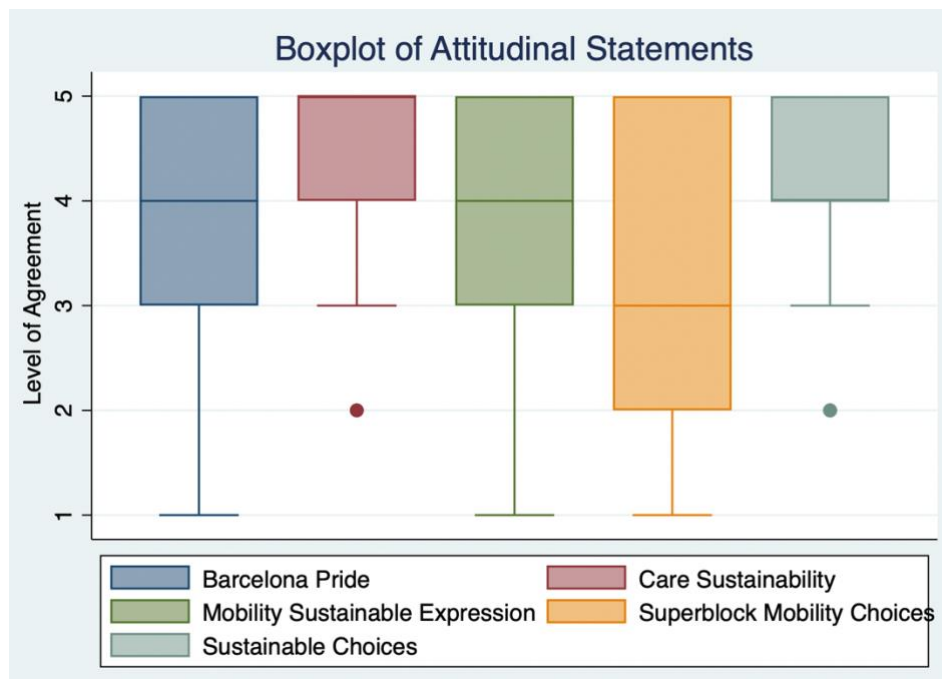 Boxplot of Attitudinal Statements
Level of Agreement
5
4
3
2
1
Barcelona Pride
Care Sustainability
Mobility Sustainable Expression
Superblock Mobility Choices
Sustainable Choices